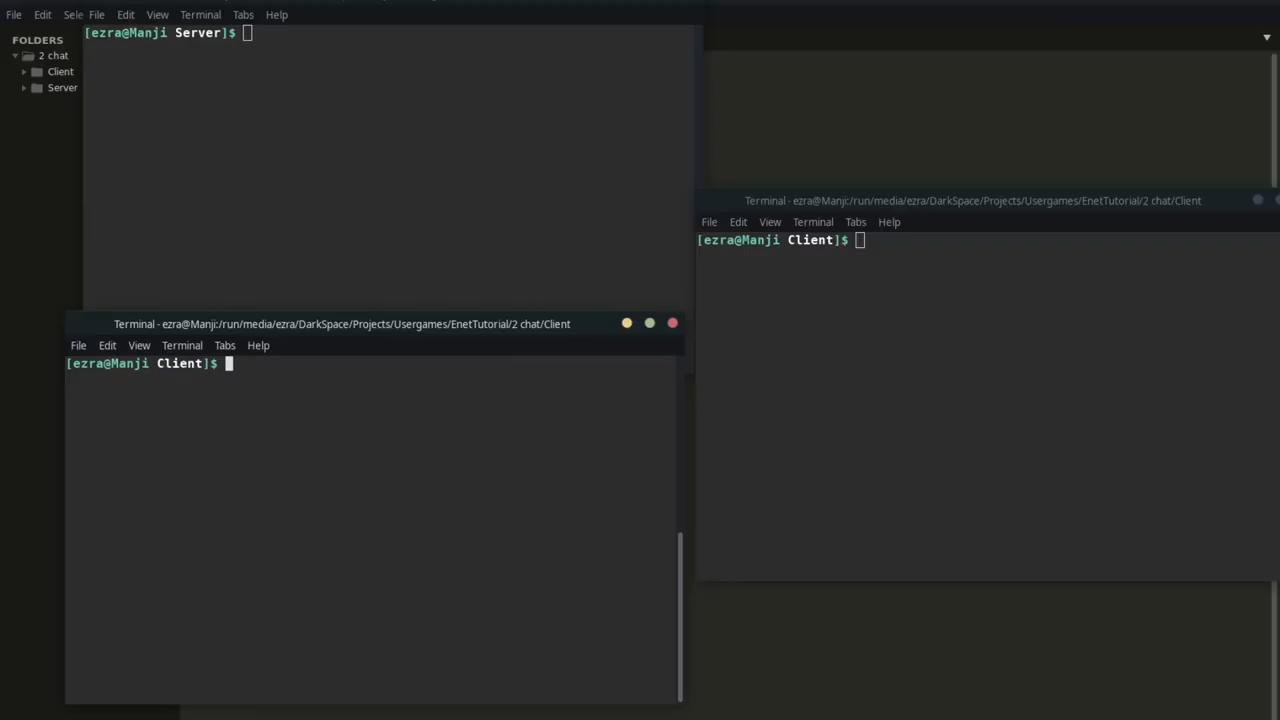 File Edit Sele
FOLDERS
2 chat
Client
Server
File Edit View Terminal Tabs Help
[ezra@Manji Server]$
Terminal - ezra@Manji:/run/media/ezra/DarkSpace/Projects/Usergames/EnetTutorial/2 chat/Client
File Edit View Terminal Tabs Help
[ezra@Manji Client]$
Terminal - ezra@Manji:/run/media/ezra/DarkSpace/Projects/Usergames/EnetTutorial/2 chat/Client
File Edit View Terminal Tabs Help
[ezra@Manji Client]$